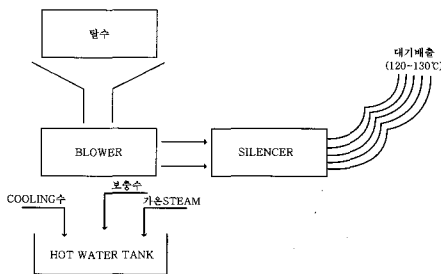 탈수
대기배출
(120~130℃)
BLOWER
SILENCER
보충수
COOLING수
가온STEAM
HOT WATER TANK